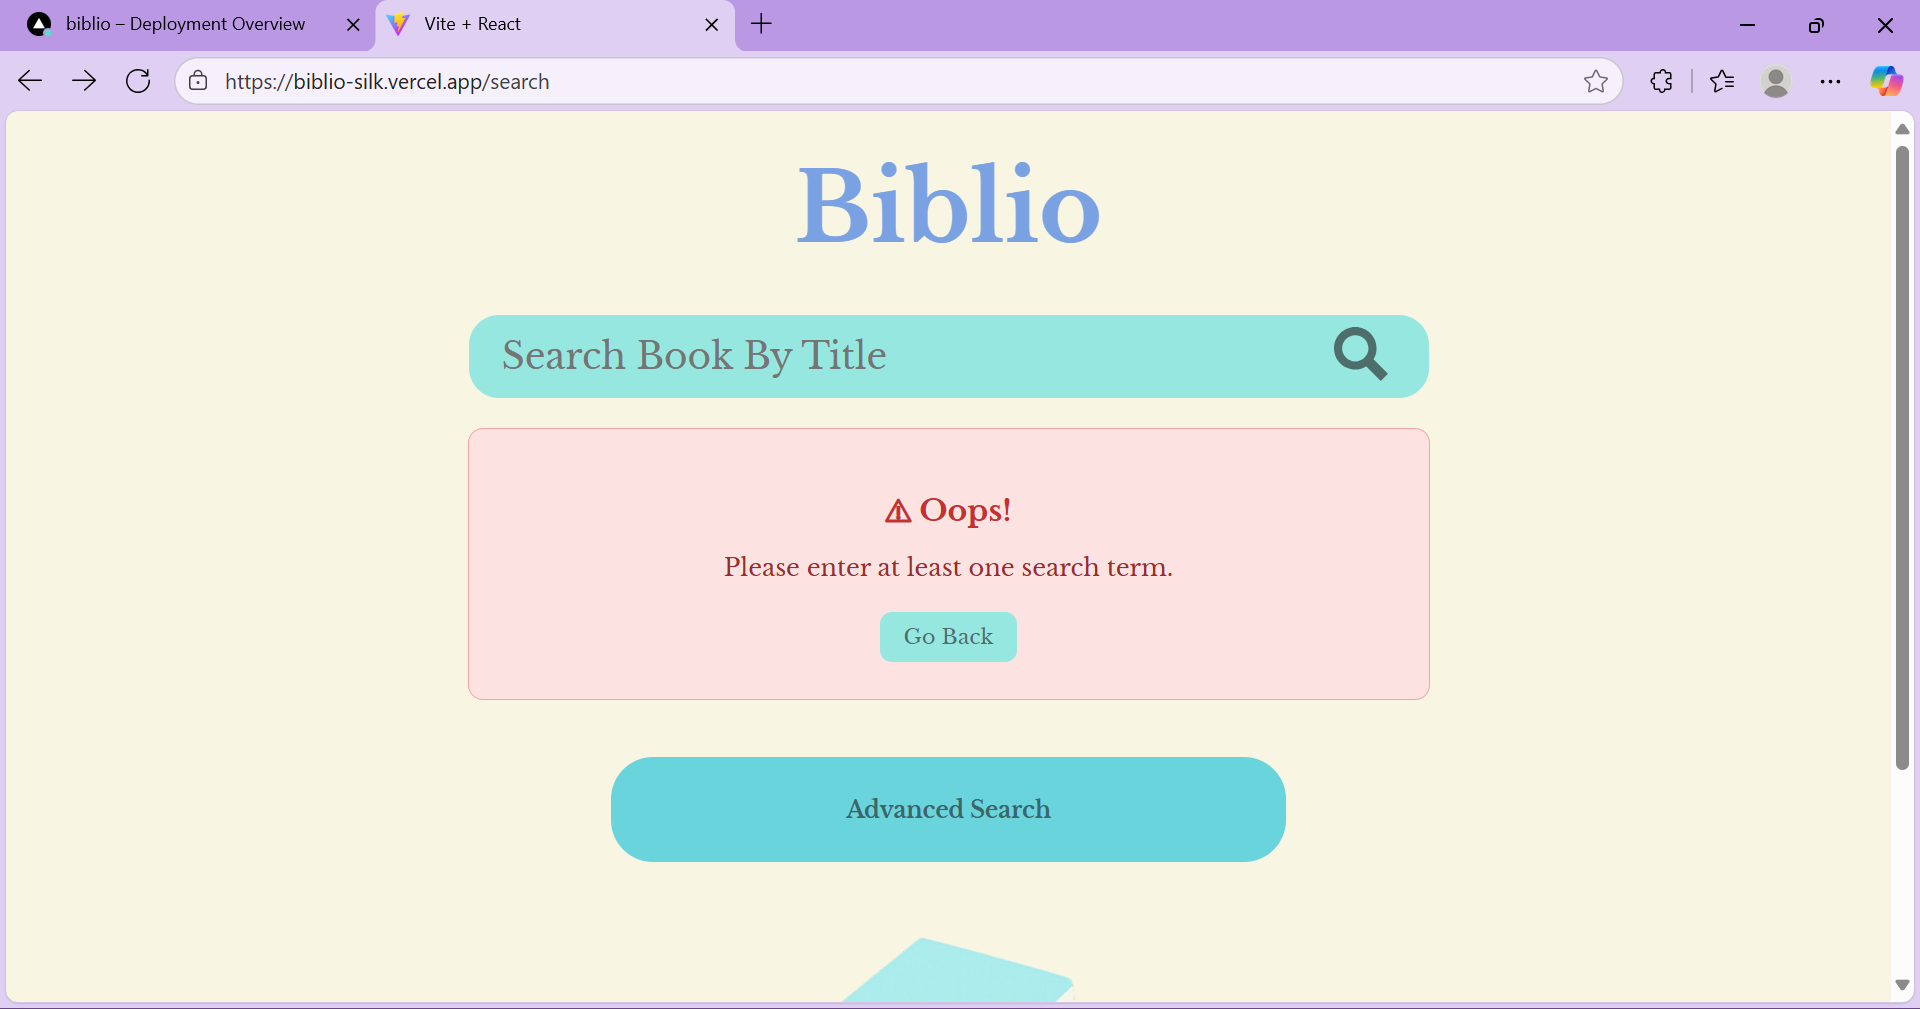 biblio – Deployment Overview
Vite + React
https://biblio-silk.vercel.app/search
Biblio
Search Book By Title
⚠ Oops!
Please enter at least one search term.
Go Back
Advanced Search